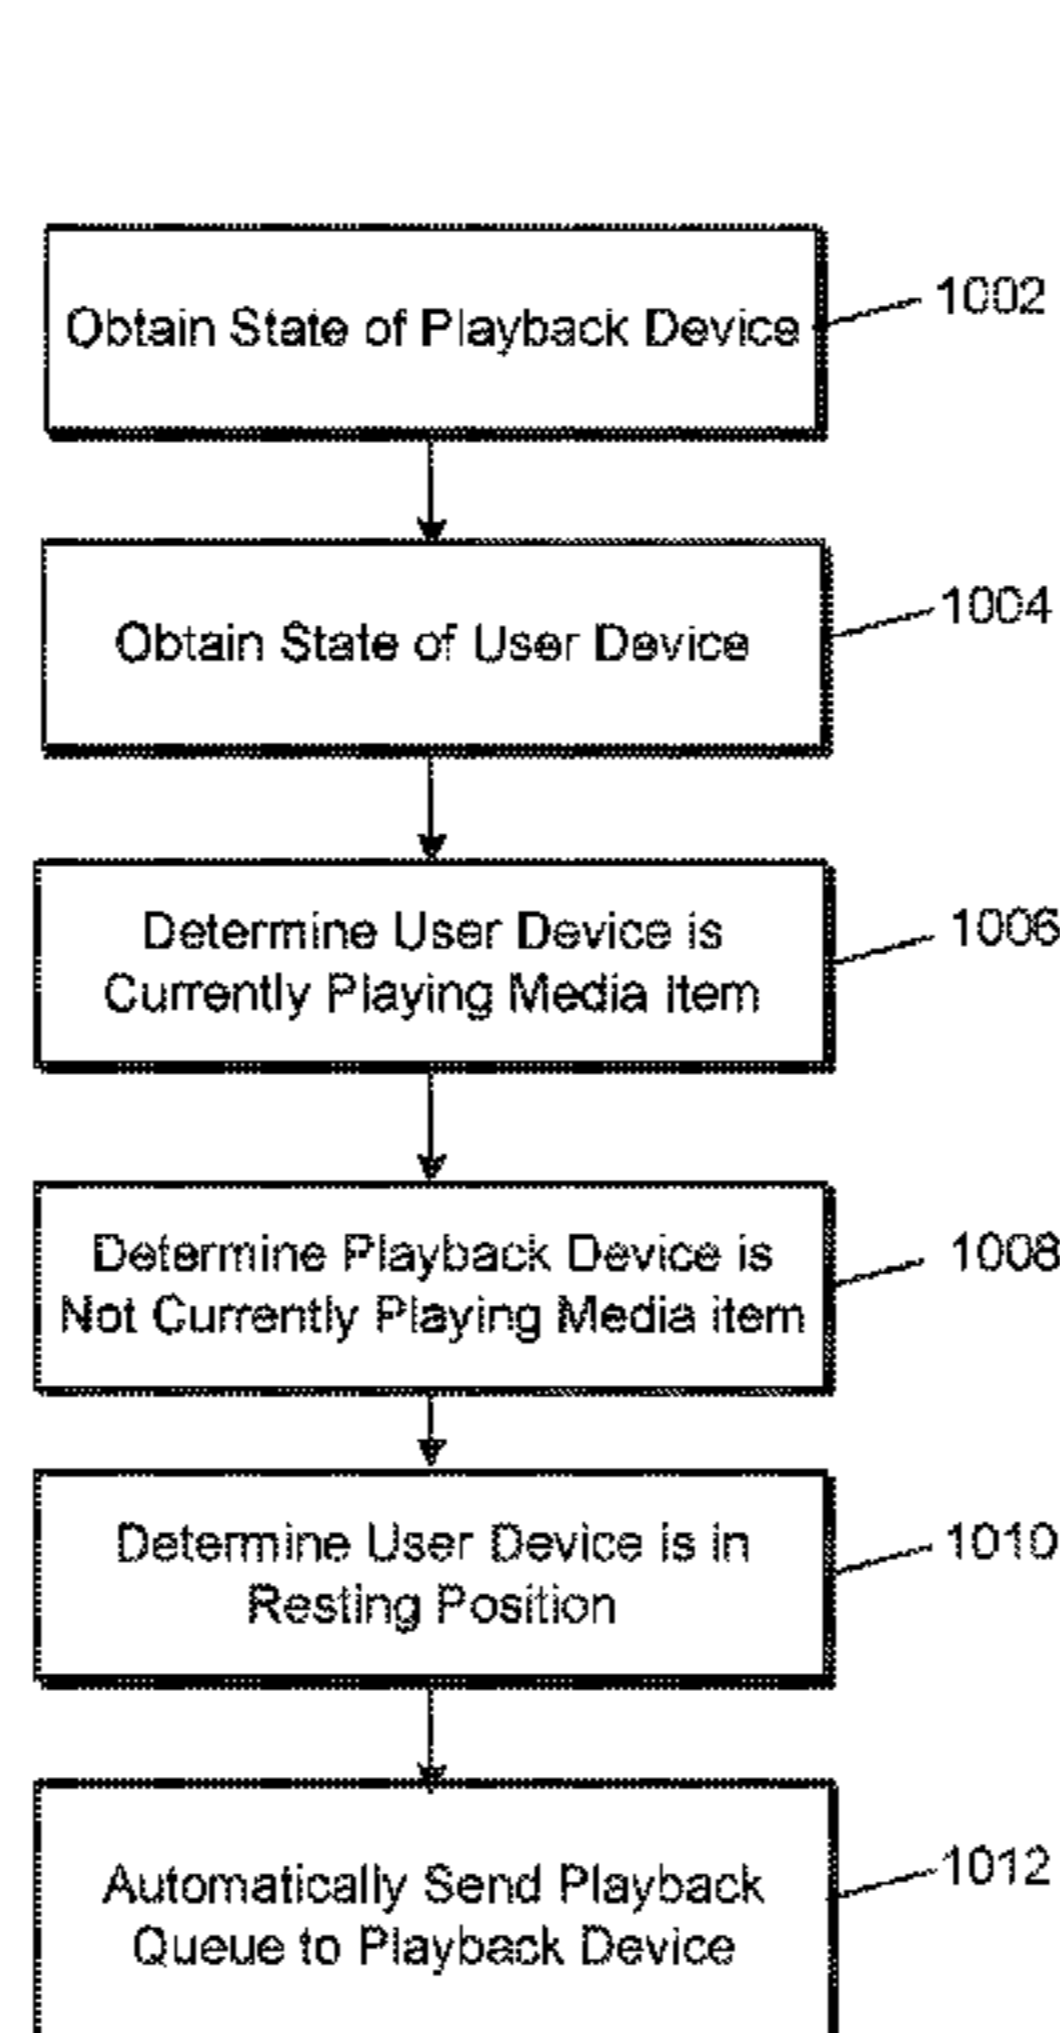 Obtain State of Playback Device
1002
Obtain State of User Device
1004
Determine User Device is
Currently Playing Media item
1006
Determine Playback Device is
Not Currently Playing Media item
1008
Determine User Device is in
Resting Position
1010
Automatically Send Playback
Queue to Playback Device
1012